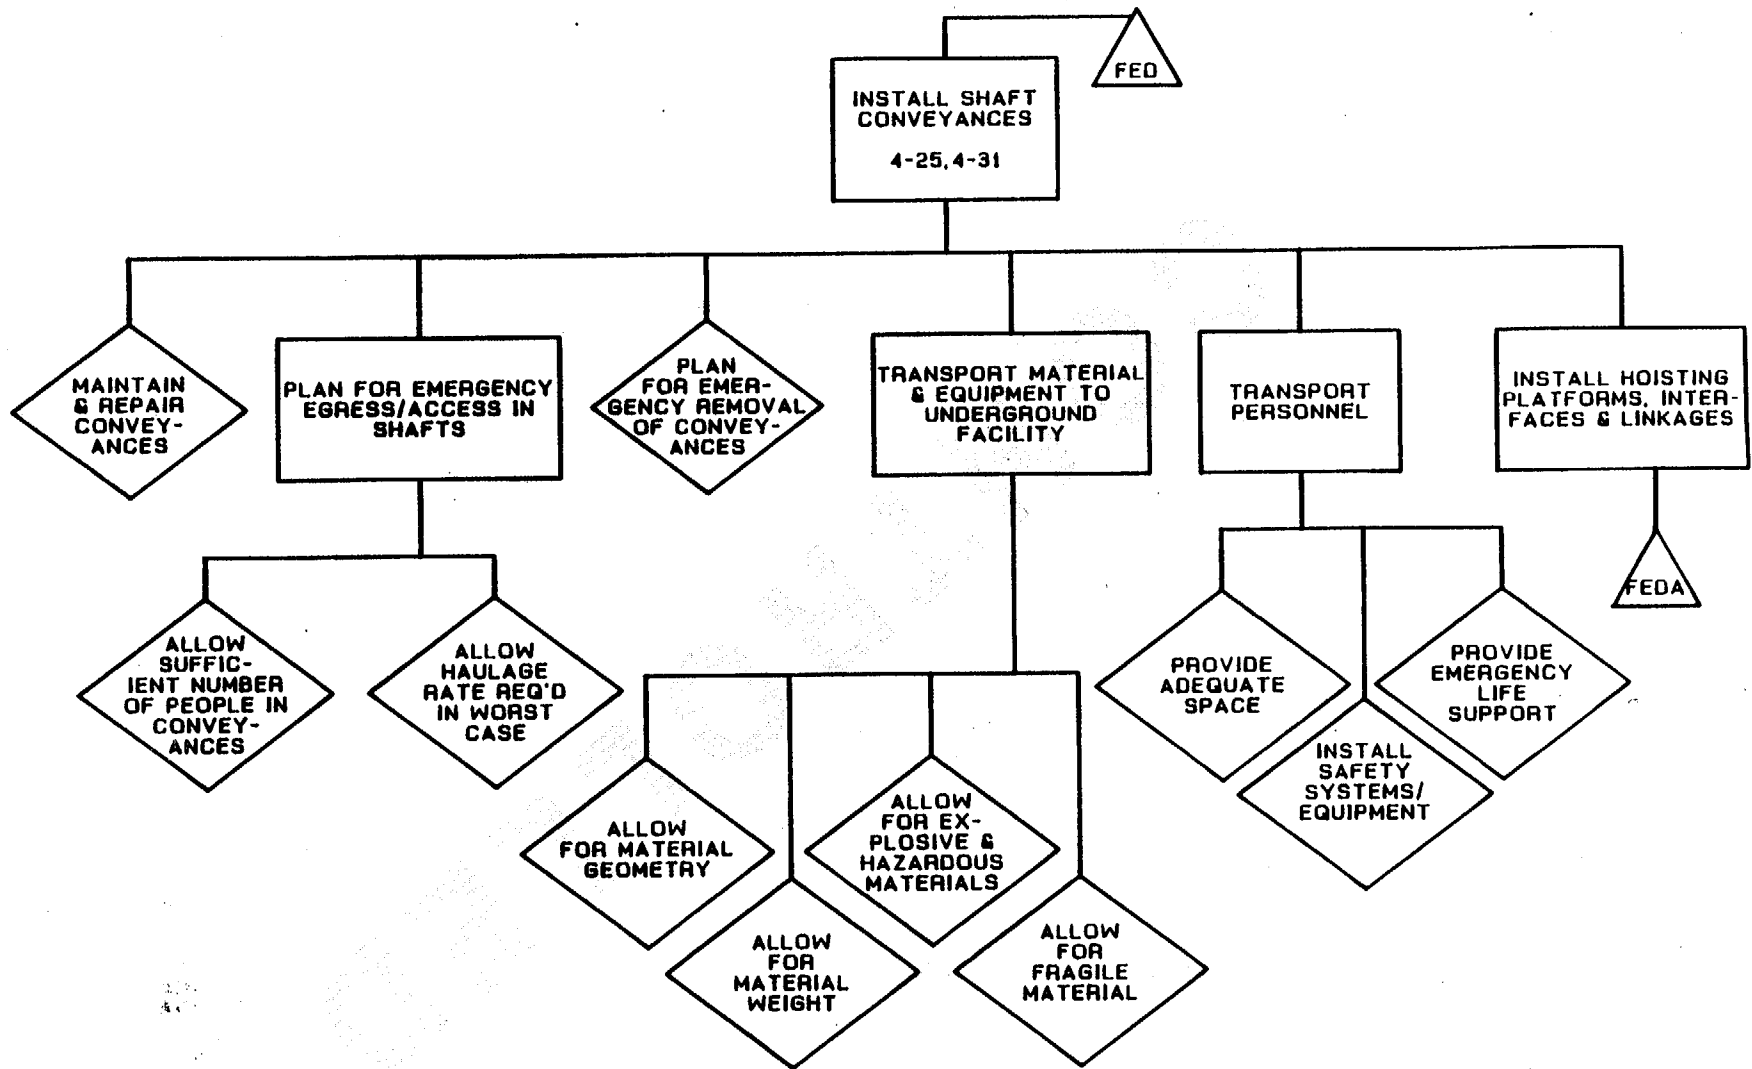 FED
INSTALL SHAFT
CONVEYANCES
4-25,4-31
MAINTAIN
& REPAIR
CONVEY-
ANCES
PLAN FOR EMERGENCY
EGRESS/ACCESS IN
SHAFTS
PLAN
FOR EMER-
GENCY REMOVAL
OF CONVEY-
ANCES
TRANSPORT MATERIAL
& EQUIPMENT TO
UNDERGROUND
FACILITY
TRANSPORT
PERSONNEL
INSTALL HOISTING
PLATFORMS, INTER-
FACES & LINKAGES
FEDA
ALLOW
SUFFIC-
IENT NUMBER
OF PEOPLE IN
CONVEY-
ANCES
ALLOW
HAULAGE
RATE REQ'D
IN WORST
CASE
ALLOW
FOR MATERIAL
GEOMETRY
ALLOW
FOR
MATERIAL
WEIGHT
ALLOW
FOR EX-
PLOSIVE &
HAZARDOUS
MATERIALS
ALLOW
FOR
FRAGILE
MATERIAL
PROVIDE
ADEQUATE
SPACE
INSTALL
SAFETY
SYSTEMS/
EQUIPMENT
PROVIDE
EMERGENCY
LIFE
SUPPORT